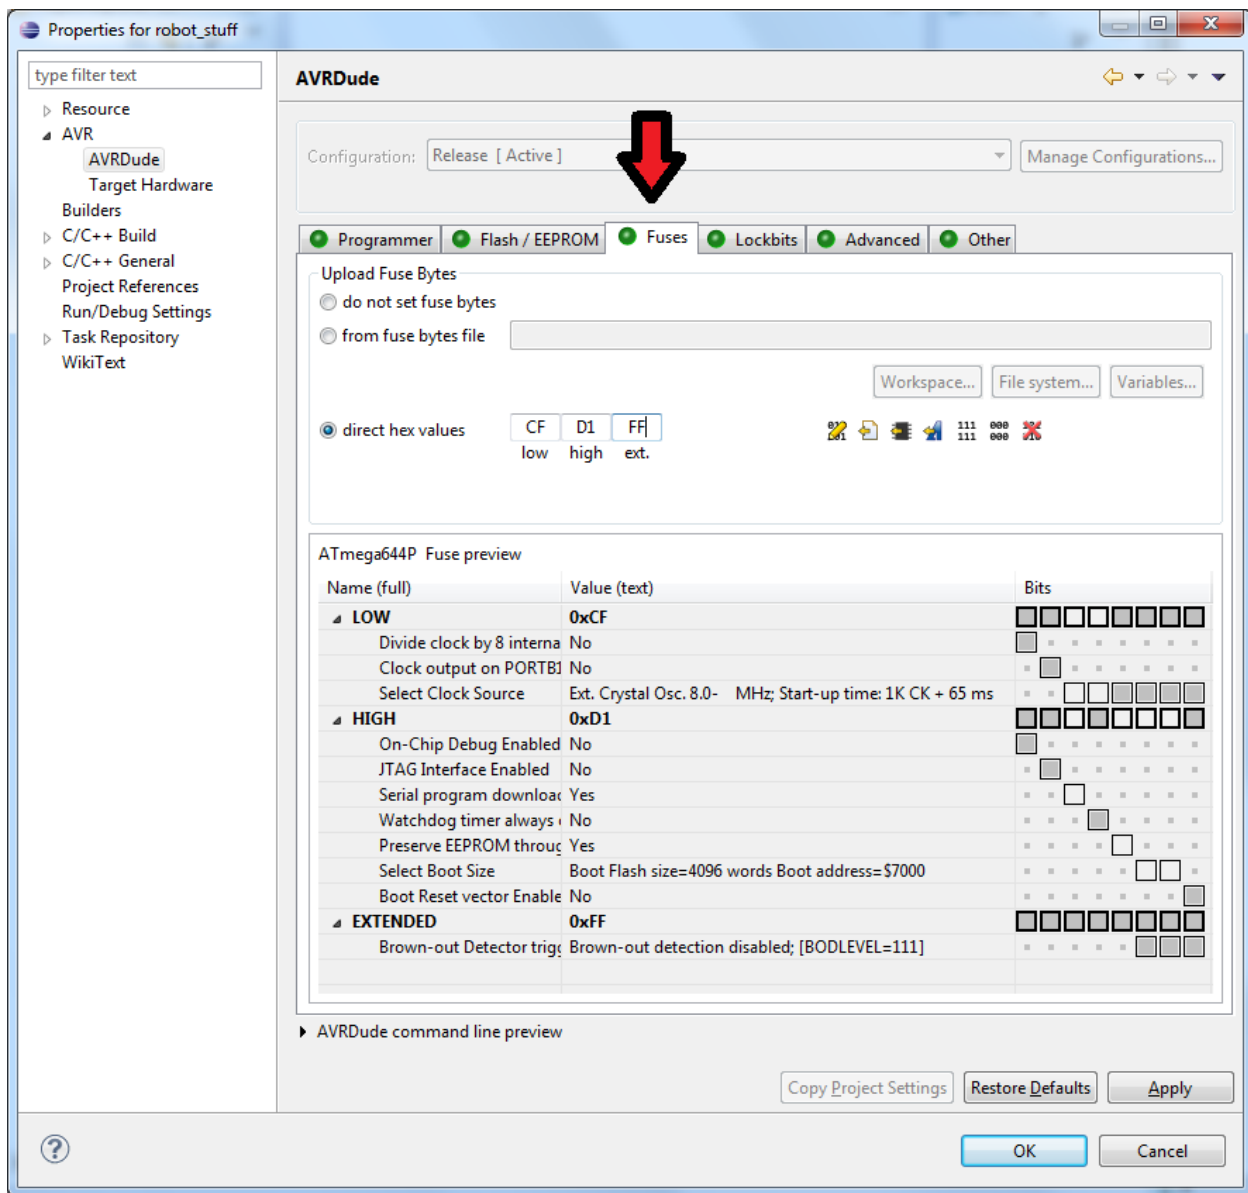 Properties for robot_stuff
type filter text
Resource
AVR
AVRDude
Target Hardware
Builders
C/C++ Build
C/C++ General
Project References
Run/Debug Settings
Task Repository
WikiText
AVRDude
Configuration: Release [ Active ] Manage Configurations...
Programmer Flash / EEPROM Fuses Lockbits Advanced Other
Upload Fuse Bytes
do not set fuse bytes
from fuse bytes file
Workspace... File system... Variables...
direct hex values CF D1 FF
low high ext.
ATmega644P Fuse preview
Name (full) Value (text) Bits
LOW 0xCF
Divide clock by 8 interna No
Clock output on PORTB1 No
Select Clock Source Ext. Crystal Osc. 8.0- MHz; Start-up time: 1K CK + 65 ms
HIGH 0xD1
On-Chip Debug Enabled No
JTAG Interface Enabled No
Serial program downloac Yes
Watchdog timer always No
Preserve EEPROM throug Yes
Select Boot Size Boot Flash size=4096 words Boot address=$7000
Boot Reset vector Enable No
EXTENDED 0xFF
Brown-out Detector trigg Brown-out detection disabled; [BODLEVEL=111]
AVRDude command line preview
Copy Project Settings Restore Defaults Apply
OK Cancel